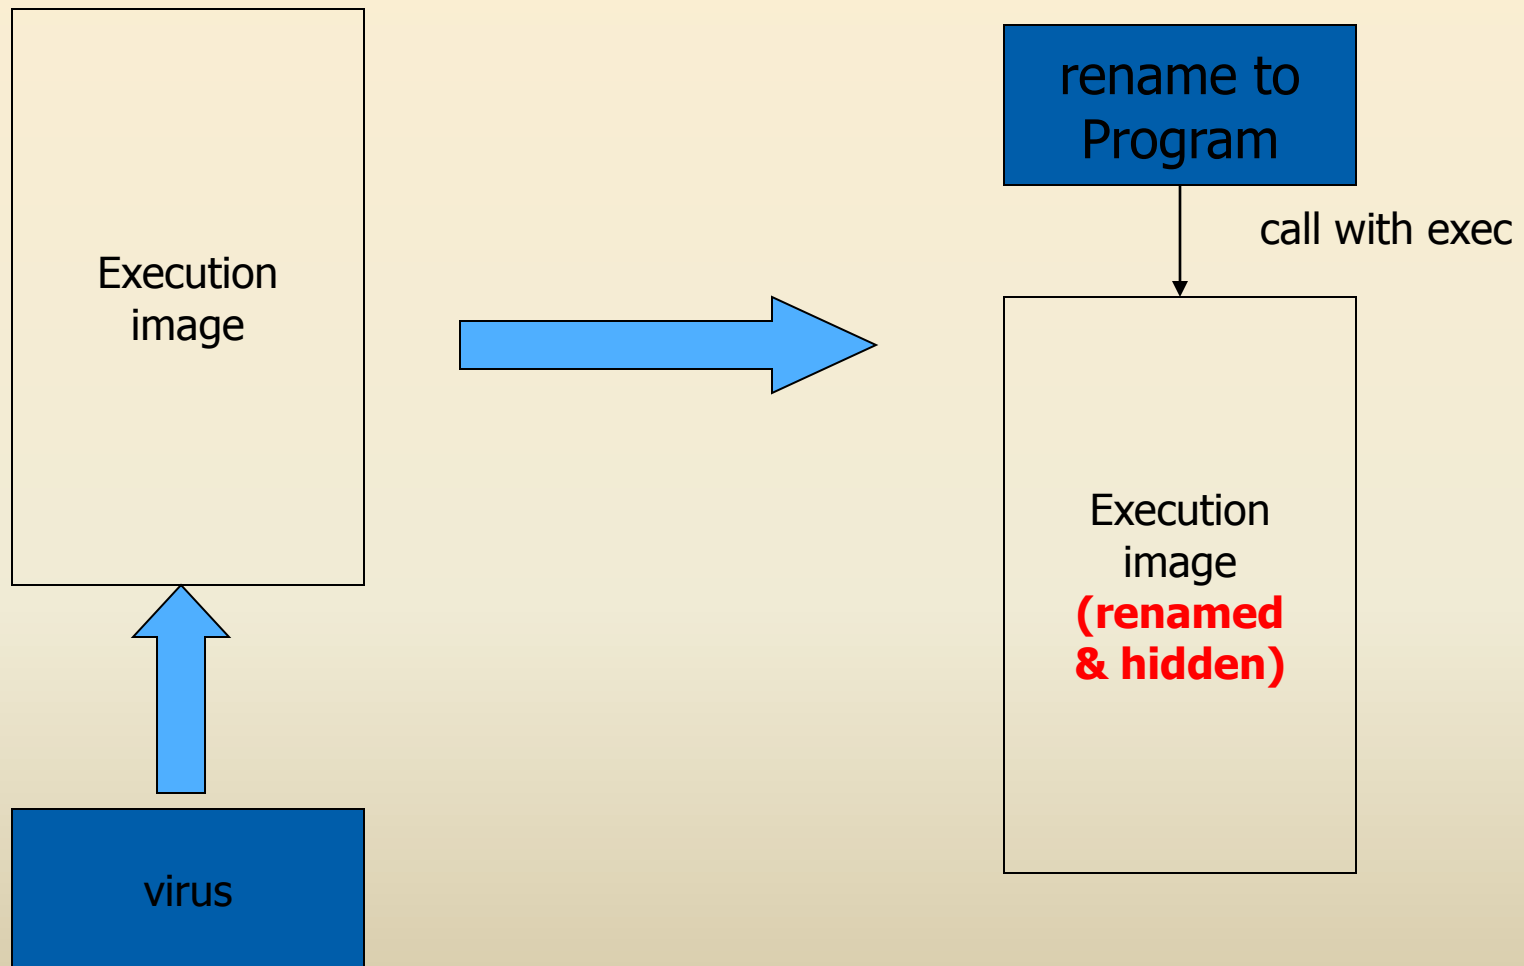 Execution
image
virus
rename to
Program
call with exec
Execution
image
(renamed
& hidden)